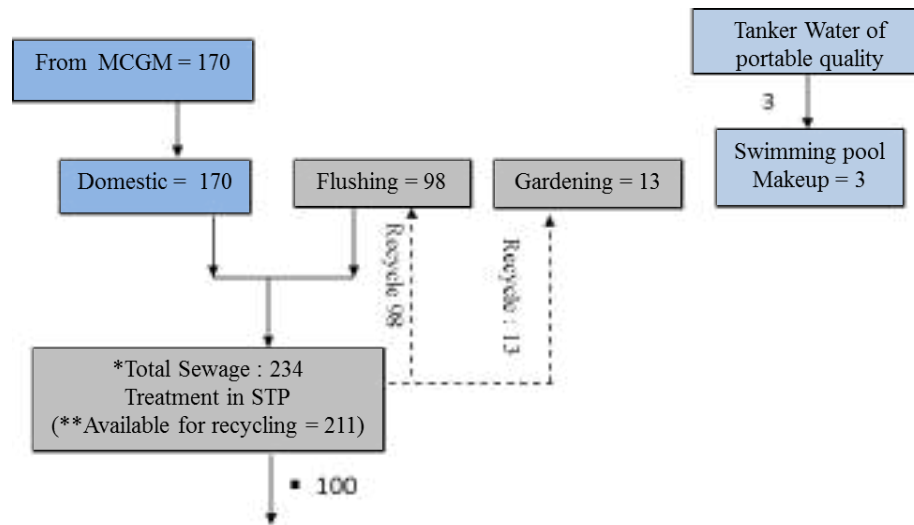 From MCGM = 170
Tanker Water of
portable quality
3
Domestic = 170
Flushing = 98
Gardening = 13
Swimming pool
Makeup = 3
Recycle 98
Recycle : 13
*Total Sewage : 234
Treatment in STP
(**Available for recycling = 211)
▪ 100